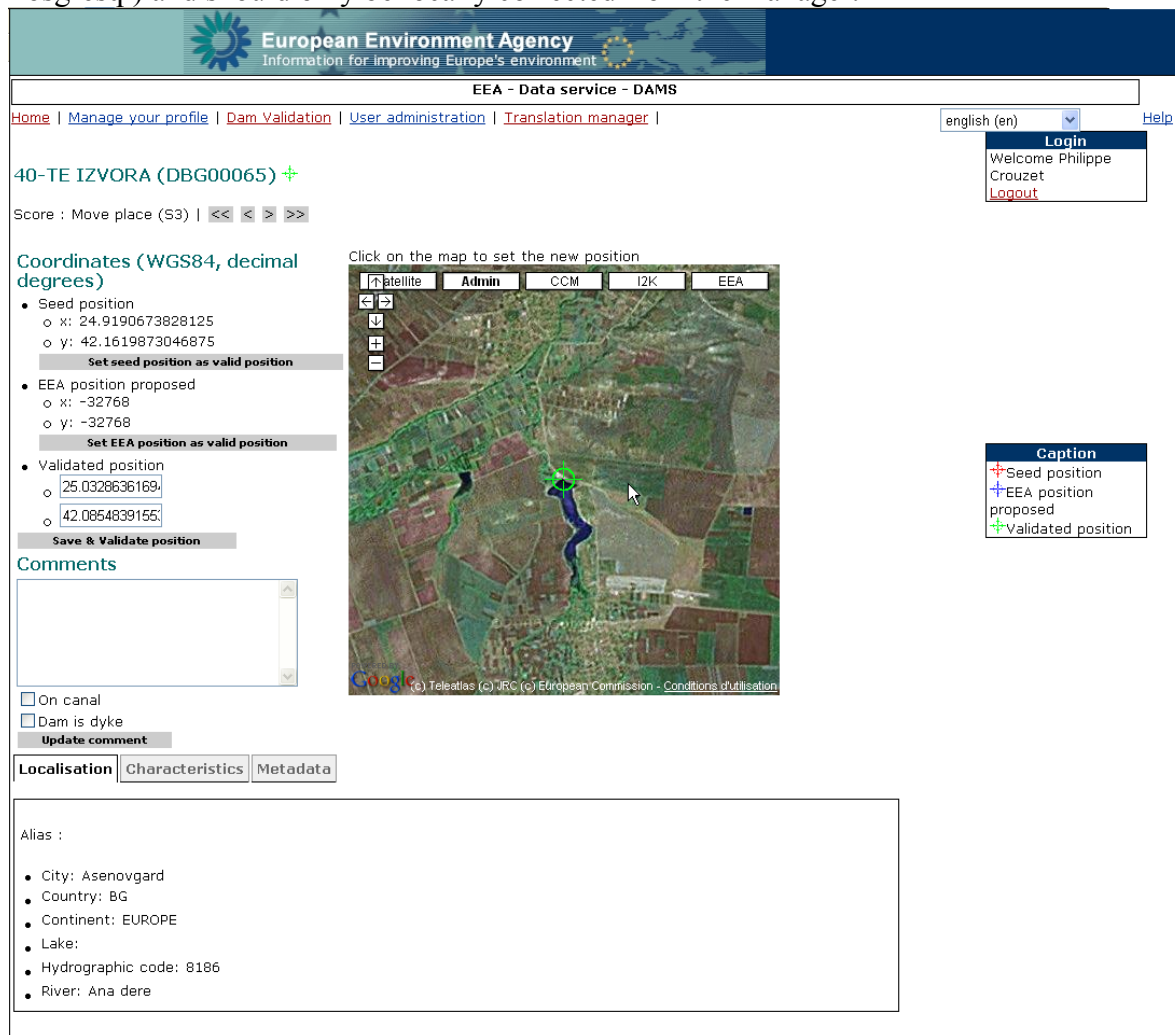 European Environment Agency
Information for improving Europe's environment
EEA - Data service - DAMS
Home | Manage your profile | Dam Validation | User administration | Translation manager |
english (en)
Help
Login
Welcome Philippe
Crouzet
Logout
40-TE IZVORA (DBG00065)
Score : Move place (S3) | << < > >>
Coordinates (WGS84, decimal
degrees)
Click on the map to set the new position
atellite Admin CCM I2K EEA
• Seed position
o x: 24.9190673828125
o y: 42.1619873046875
Set seed position as valid position
• EEA position proposed
o x: -32768
o y: -32768
Set EEA position as valid position
• Validated position
o 25.0328636169
o 42.0854839155
Save & Validate position
Caption
Seed position
EEA position
proposed
Validated position
Comments
Google
(c) Teleatlas (c) JRC (c) European Commission - Conditions d'utilisation
On canal
Dam is dyke
Update comment
Localisation Characteristics Metadata
Alias :
• City: Asenovgard
• Country: BG
• Continent: EUROPE
• Lake:
• Hydrographic code: 8186
• River: Ana dere